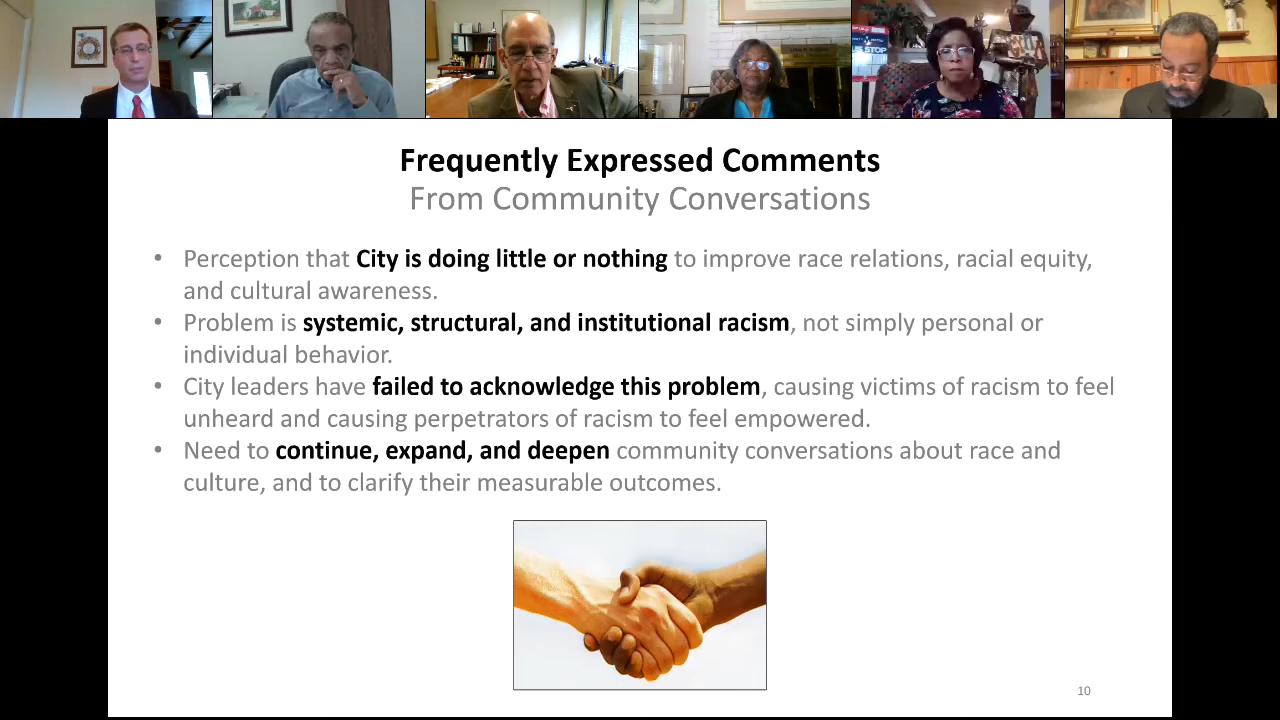 Frequently Expressed Comments
From Community Conversations
• Perception that City is doing little or nothing to improve race relations, racial equity,
and cultural awareness.
• Problem is systemic, structural, and institutional racism, not simply personal or
individual behavior.
• City leaders have failed to acknowledge this problem, causing victims of racism to feel
unheard and causing perpetrators of racism to feel empowered.
• Need to continue, expand, and deepen community conversations about race and
culture, and to clarify their measurable outcomes.
10